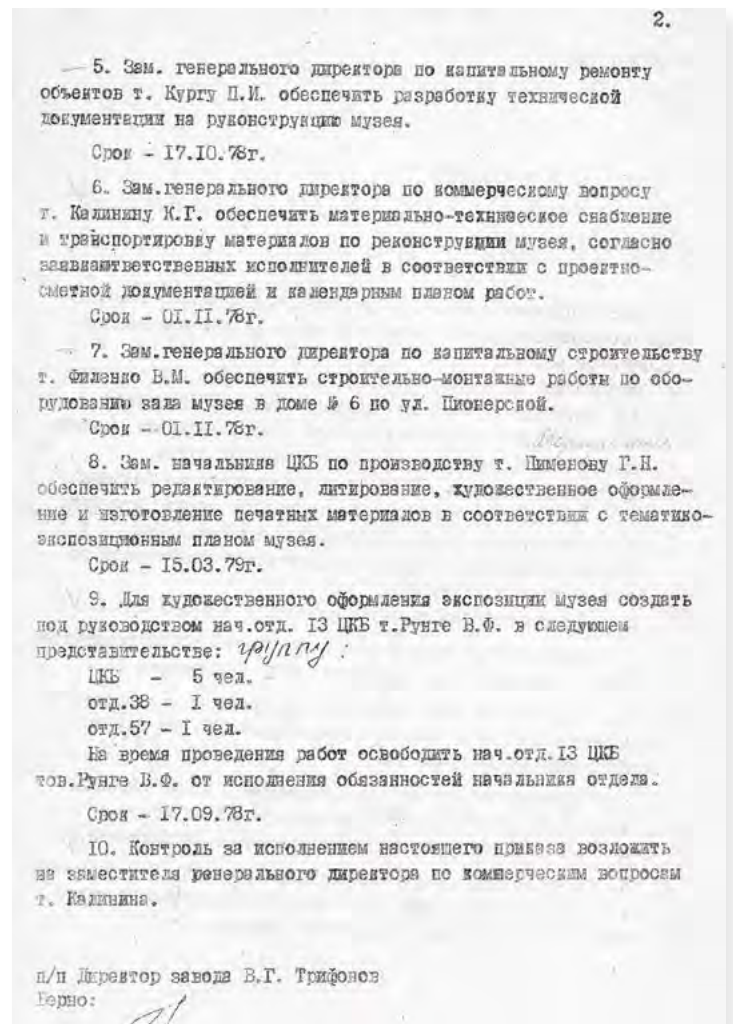 2.
— 5. Зам. генерального директора по капитальному ремонту
объектов т. Кургу П.И. обеспечить разработку технической
документации на руконструкцию музея.
Срок - 17.10.78г.
6. Зам.генерального директора по коммерческому вопросу
т. Калинину К.Г. обеспечить материально-техническое снабжение
и транспортировку материалов по реконструкции музея, согласно
заявкаответственных исполнителей в соответствии с проектно-
сметной документацией и календарным планом работ.
Срок - 01.11.78г.
7. Зам.генерального директора по капитальному строительству
т. Филенко В.М. обеспечить строительно-монтажные работы по обо-
рудованию зала музея в доме № 6 по ул. Пионерской.
Срок - 01.11.78г.
8. Зам. начальника ЦКБ по производству т. Пименову Г.Н.
обеспечить редактирование, литирование, художественное оформле-
ние и изготовление печатных материалов в соответствии с тематико-
экспозиционным планом музея.
Срок - 15.03.79г.
9. Для художественного оформления экспозиции музея создать
под руководством нач.отд. 13 ЦКБ т.Рунге В.Ф. в следующем
представительстве: группу :
ЦКБ - 5 чел.
отд.38 - 1 чел.
отд.57 - 1 чел.
На время проведения работ освободить нач.отд.13 ЦКБ
тов.Рунге В.Ф. от исполнения обязанностей начальника отдела.
Срок - 17.09.78г.
10. Контроль за исполнением настоящего приказа возложить
на заместителя генерального директора по коммерческим вопросам
т. Калинина.
п/п Директор завода В.Г. Трифонов
Верно: